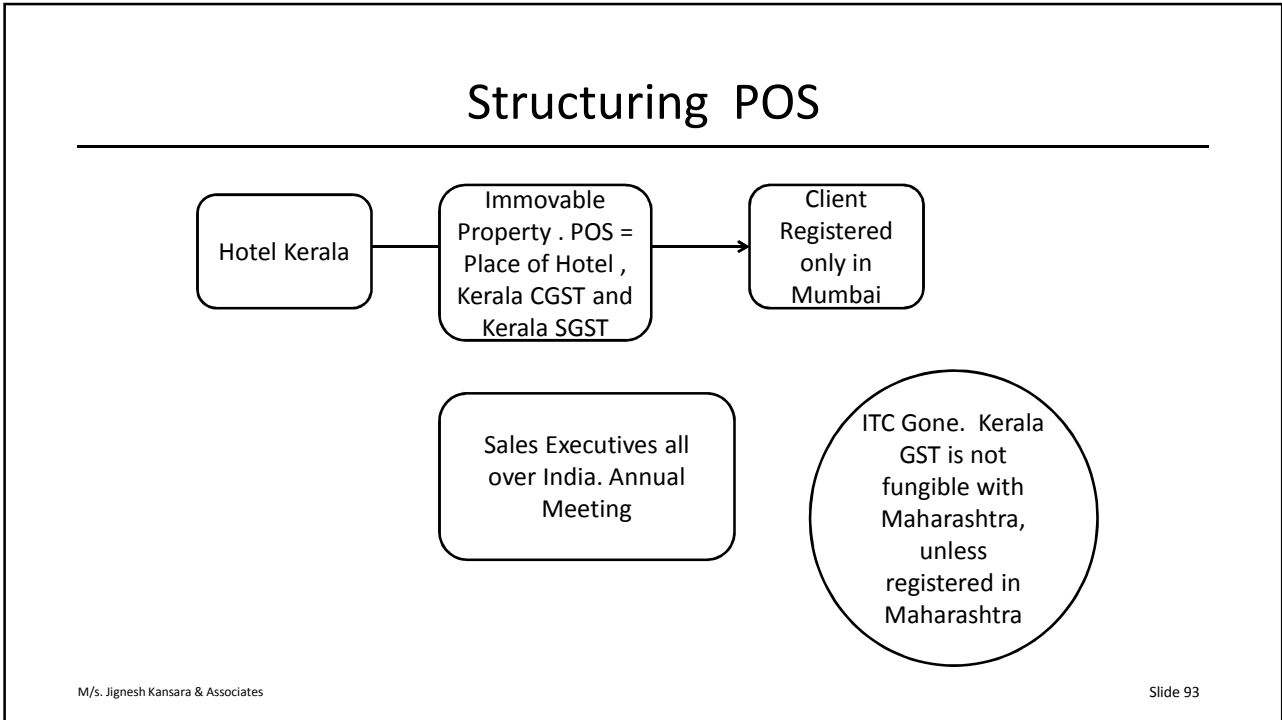 Structuring POS
Hotel Kerala
Immovable
Property . POS =
Place of Hotel ,
Kerala CGST and
Kerala SGST
Client
Registered
only in
Mumbai
Sales Executives all
over India. Annual
Meeting
ITC Gone. Kerala
GST is not
fungible with
Maharashtra,
unless
registered in
Maharashtra
M/s. Jignesh Kansara & Associates
Slide 93